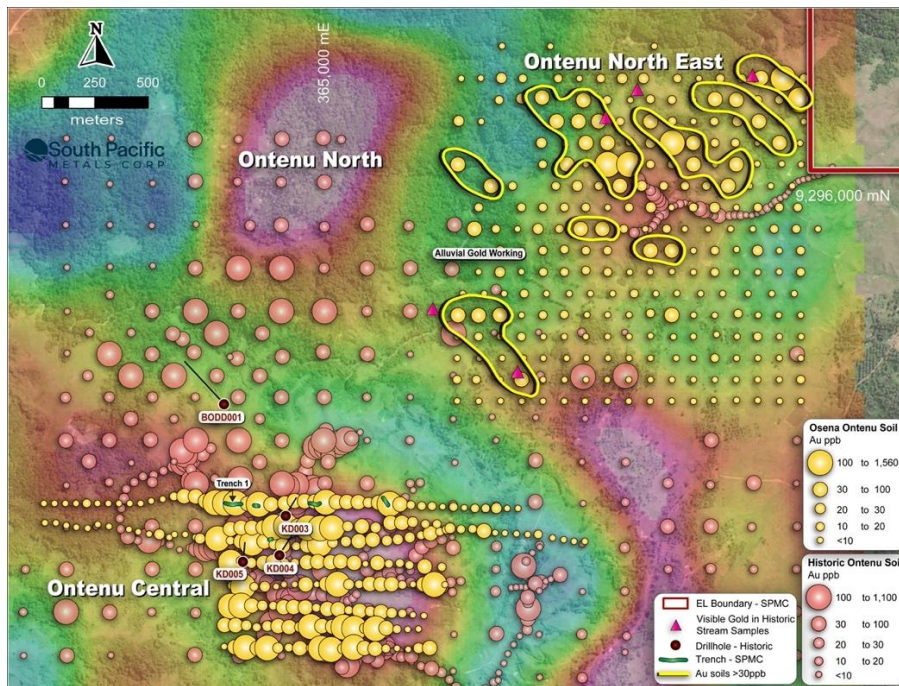 N
0 250 500
meters
South Pacific
METALS CORP
365,000 mE
Ontenu North East
Ontenu North
9,296,000 mN
Alluvial Gold Working
BODD001
Trench 1
KD003
KD004
KD005
Ontenu Central
Osena Ontenu Soil
Au ppb
100 to 1,560
30 to 100
20 to 30
10 to 20
<10
Historic Ontenu Soil
Au ppb
100 to 1,100
30 to 100
20 to 30
10 to 20
<10
EL Boundary - SPMC
Visible Gold in Historic
Stream Samples
Drillhole - Historic
Trench - SPMC
Au soils >30ppb